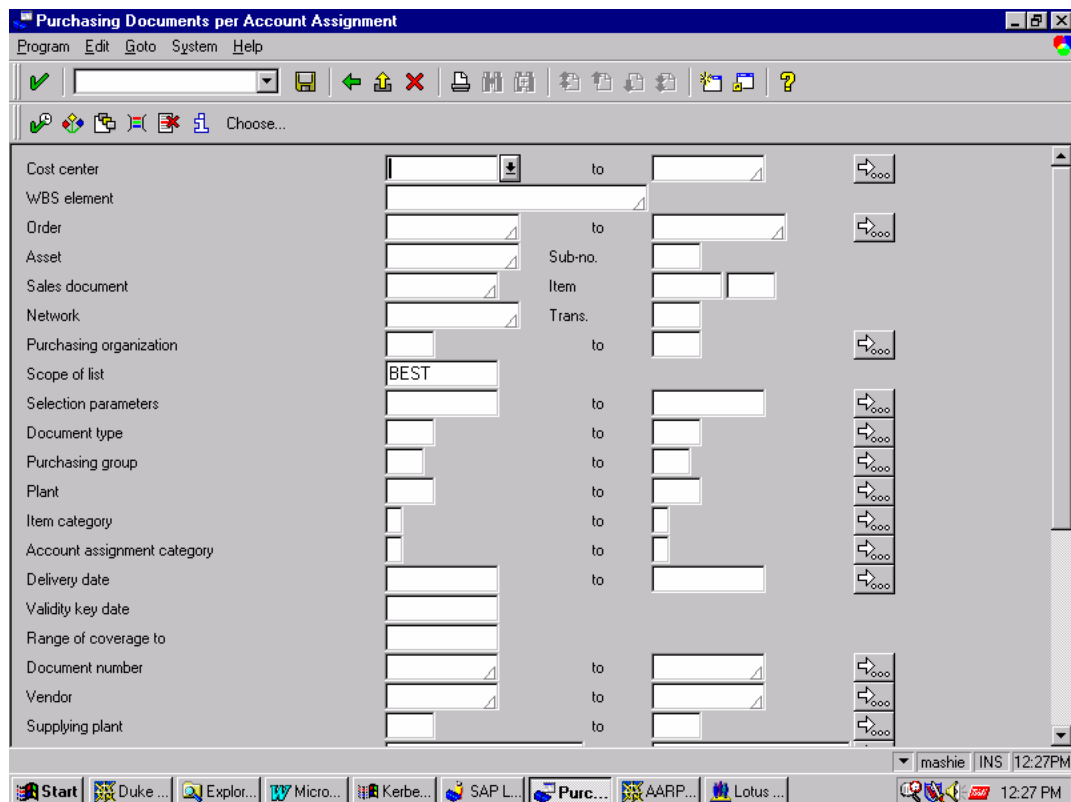 Purchasing Documents per Account Assignment
Program Edit Goto System Help
Choose...
Cost center to
WBS element
Order to
Asset Sub-no.
Sales document Item
Network Trans.
Purchasing organization to
Scope of list BEST
Selection parameters to
Document type to
Purchasing group to
Plant to
Item category to
Account assignment category to
Delivery date to
Validity key date
Range of coverage to
Document number to
Vendor to
Supplying plant to
mashie INS 12:27PM
Start Duke ... Explor... Micro... Kerbe... SAP L... Purc... AARP... Lotus ... 12:27 PM